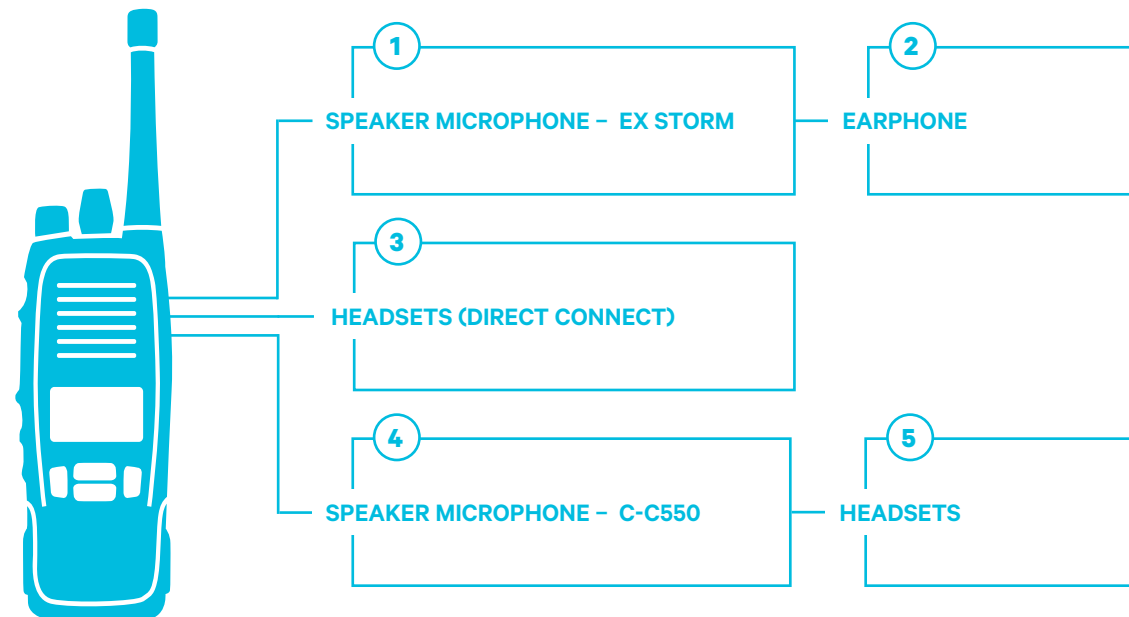 1
SPEAKER MICROPHONE – EX STORM
2
EARPHONE
3
HEADSETS (DIRECT CONNECT)
4
SPEAKER MICROPHONE – C-C550
5
HEADSETS